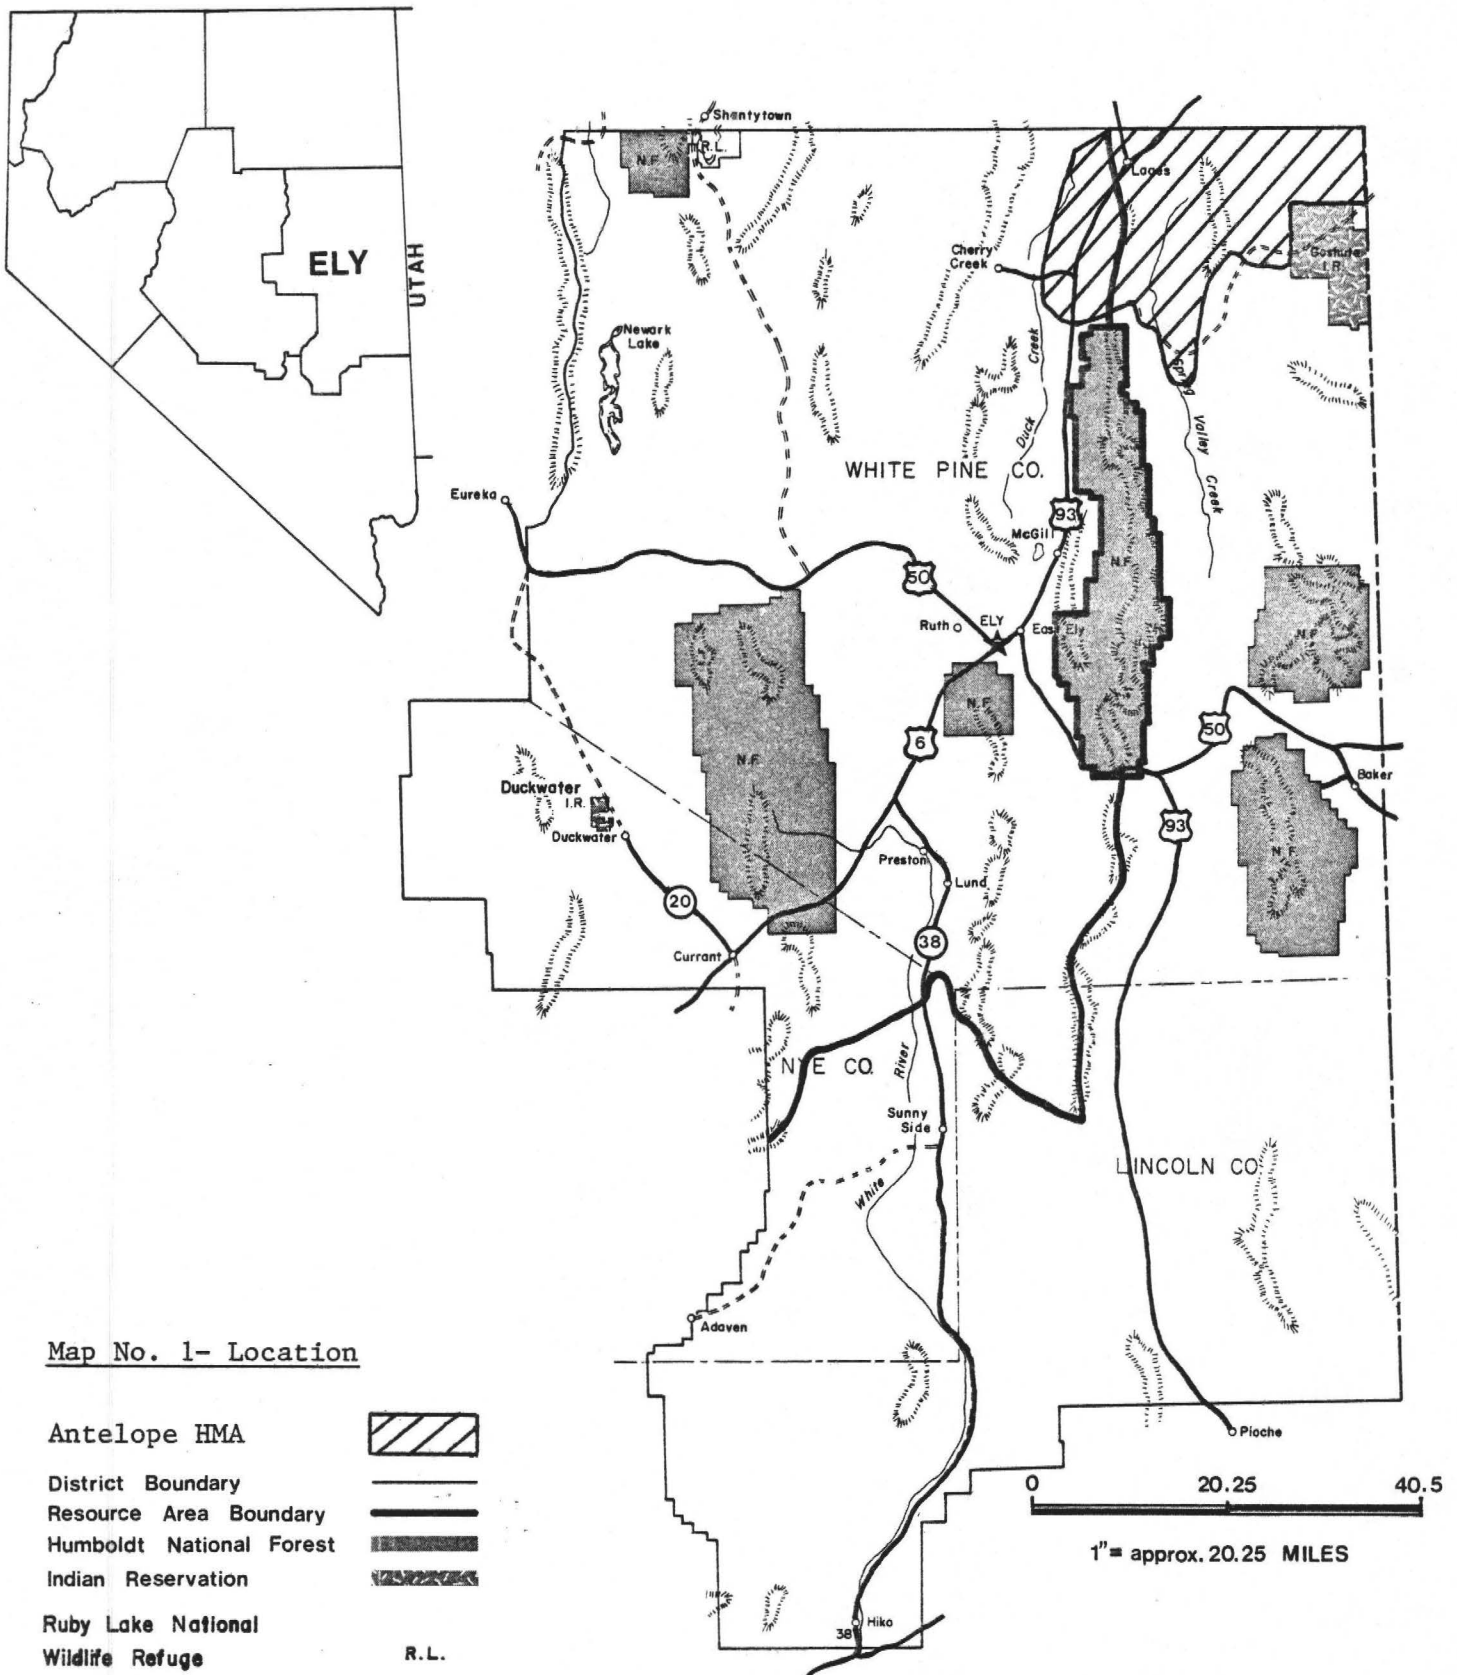 Shantytown
N.F.
R.L.
Lages
ELY
UTAH
Cherry
Creek
Goshute
I.R.
Newark
Lake
Duck Creek
Spring Valley Creek
WHITE PINE CO.
Eureka
93
McGill
N.F.
50
Ruth
ELY
East Ely
N.F.
N.F.
6
50
N.F.
Baker
Duckwater
I.R.
Duckwater
93
N.F.
Preston
Lund
20
38
Currant
NYE CO.
White River
Sunny
Side
LINCOLN CO.
Adaven
Map No. 1- Location
Antelope HMA
District Boundary
Resource Area Boundary
Humboldt National Forest
Indian Reservation
Ruby Lake National
Wildlife Refuge R.L.
Pioche
0 20.25 40.5
1"= approx. 20.25 MILES
Hiko
38